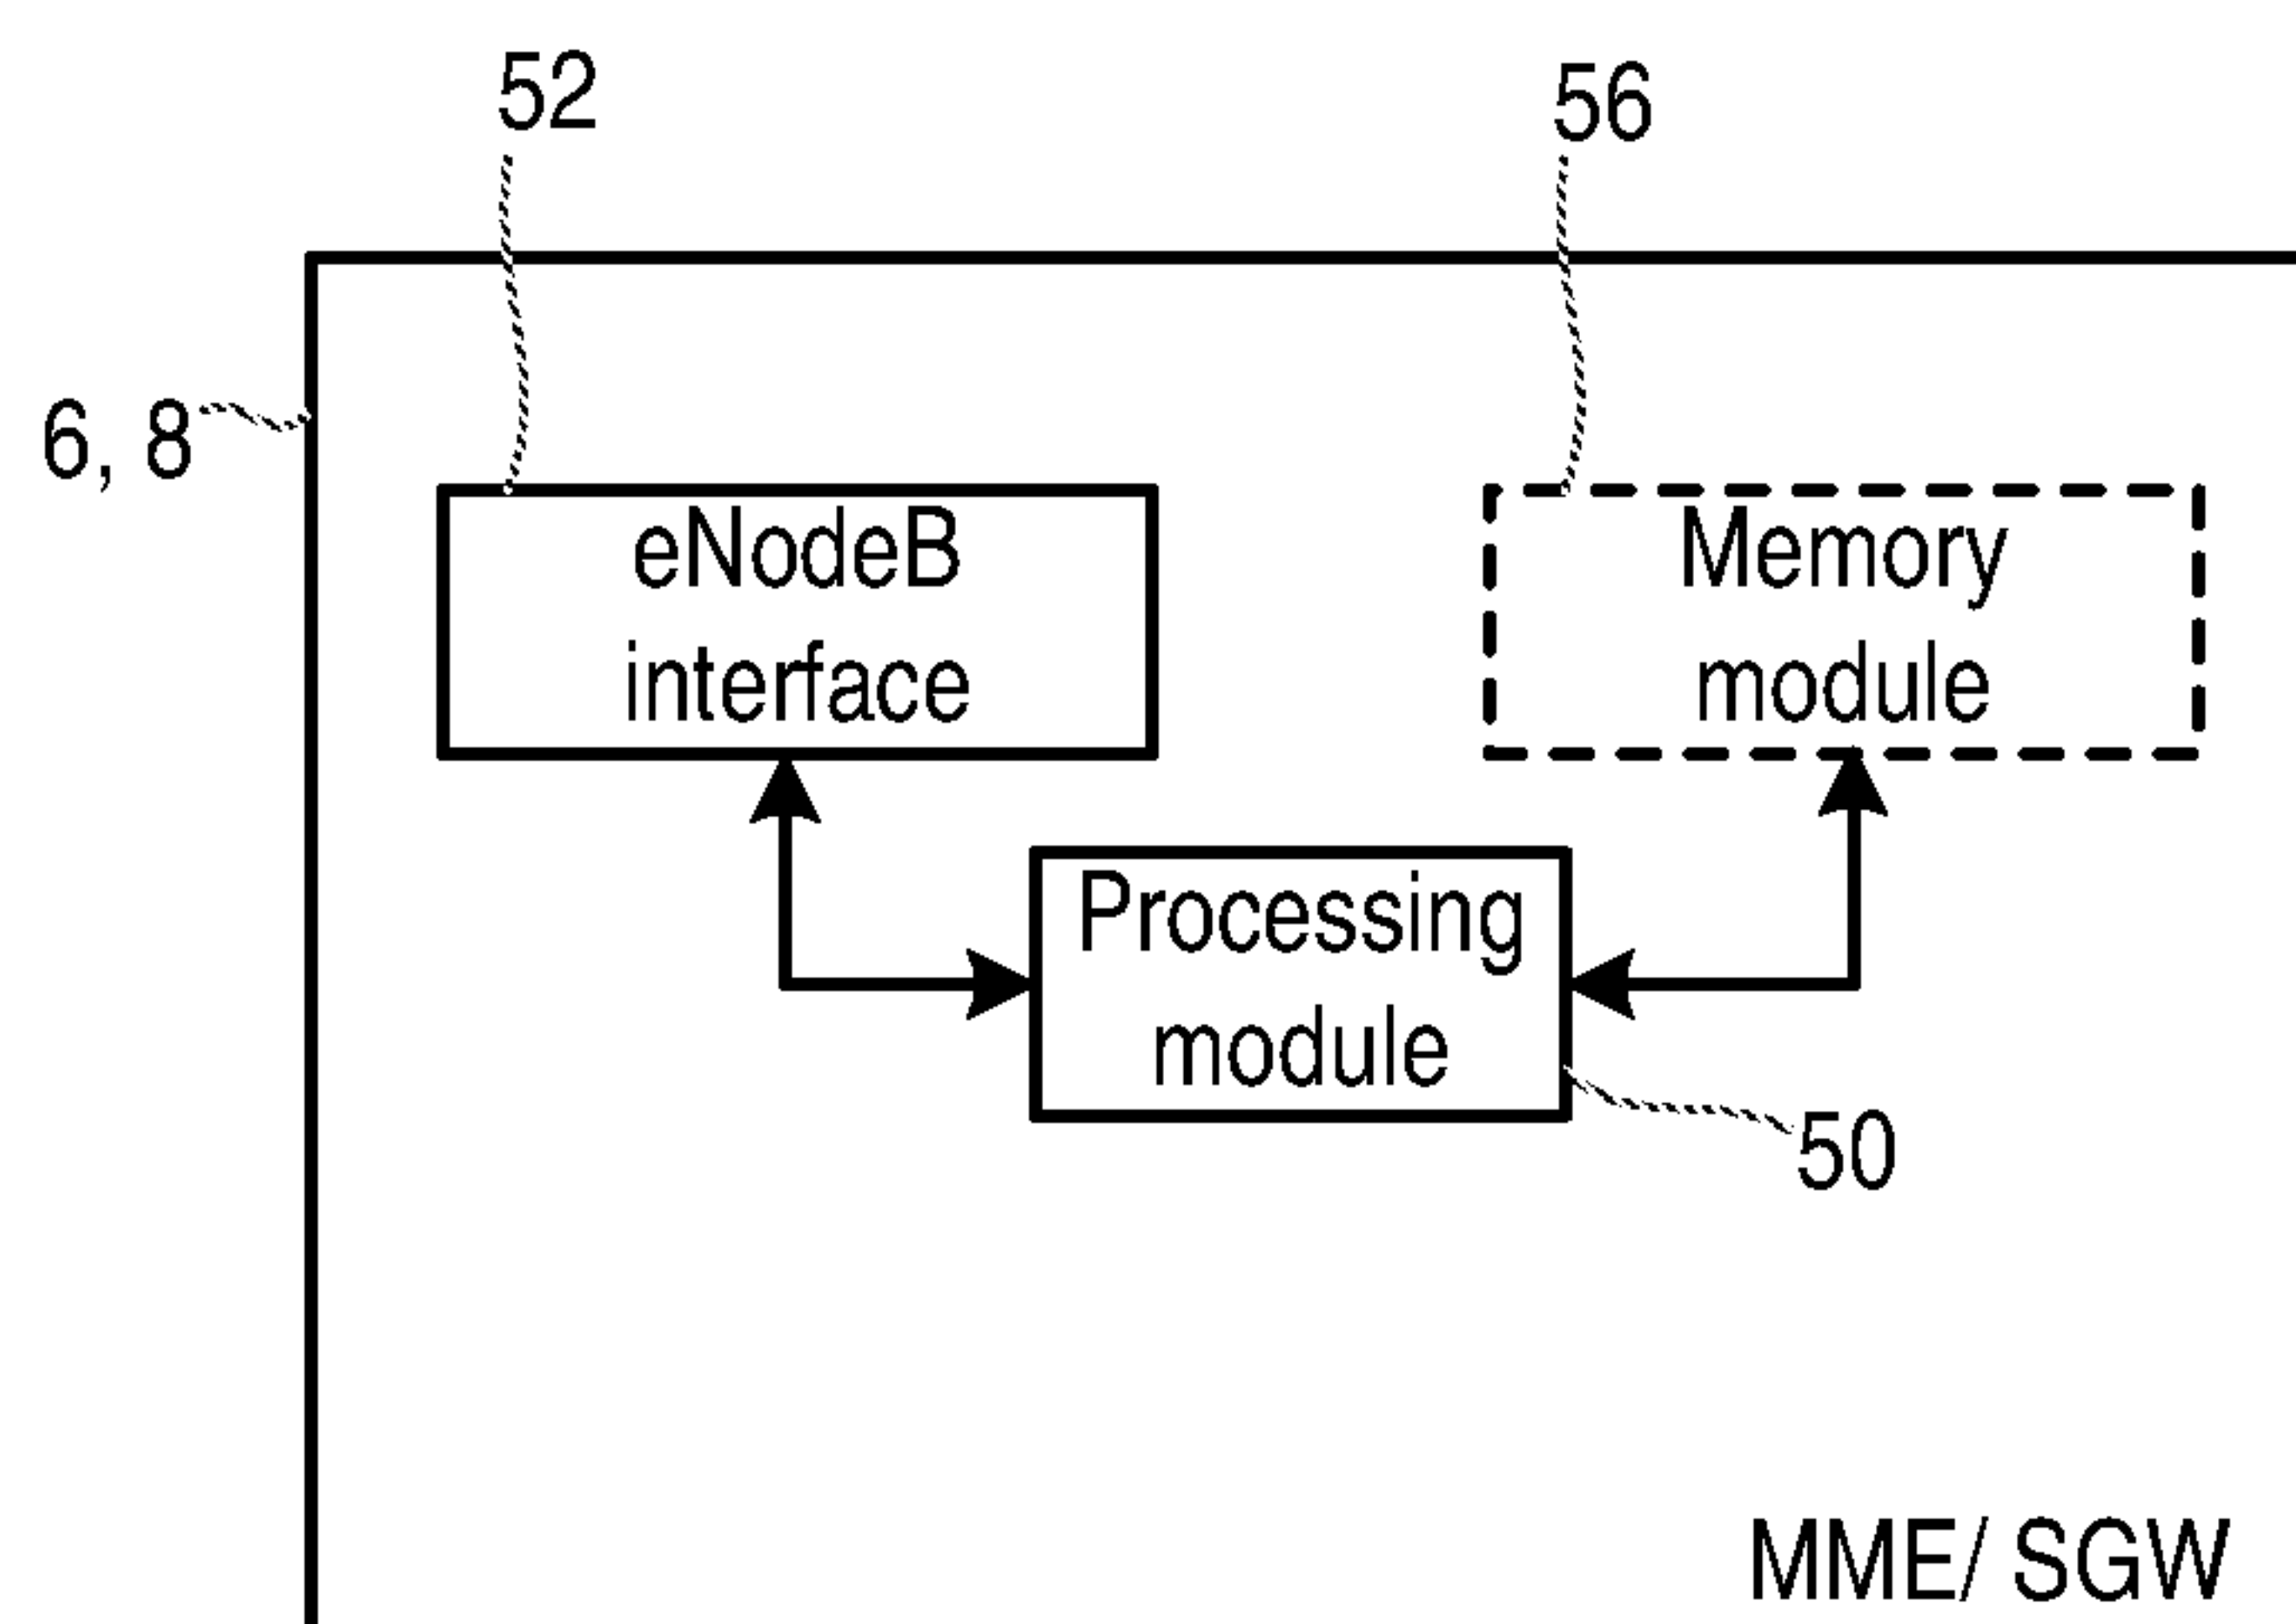 52
56
6, 8
eNodeB
interface
Memory
module
Processing
module
50
MME/ SGW